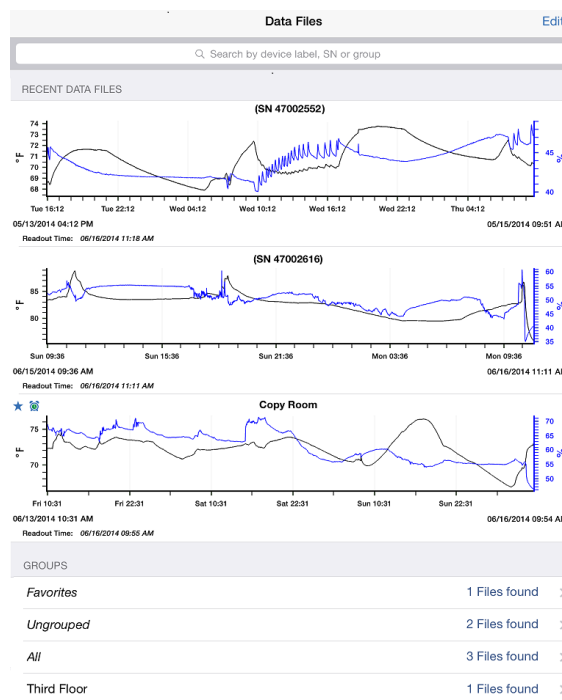 Data Files
Edit
Search by device label, SN or group
RECENT DATA FILES
(SN 47002552)
74
73
72
71
70
69
68
°F
45
40
Tue 16:12 Tue 22:12 Wed 04:12 Wed 10:12 Wed 16:12 Wed 22:12 Thu 04:12
05/13/2014 04:12 PM 05/15/2014 09:51 A
Readout Time: 06/16/2014 11:18 AM
(SN 47002616)
85
80
°F
60
55
50
45
40
35
Sun 09:36 Sun 15:36 Sun 21:36 Mon 03:36 Mon 09:36
06/15/2014 09:36 AM 06/16/2014 11:11 A
Readout Time: 06/16/2014 11:11 AM
Copy Room
75
70
°F
70
65
60
55
50
Fri 10:31 Fri 22:31 Sat 10:31 Sat 22:31 Sun 10:31 Sun 22:31
06/13/2014 10:31 AM 06/16/2014 09:54 A
Readout Time: 06/16/2014 09:55 AM
GROUPS
Favorites 1 Files found
Ungrouped 2 Files found
All 3 Files found
Third Floor 1 Files found